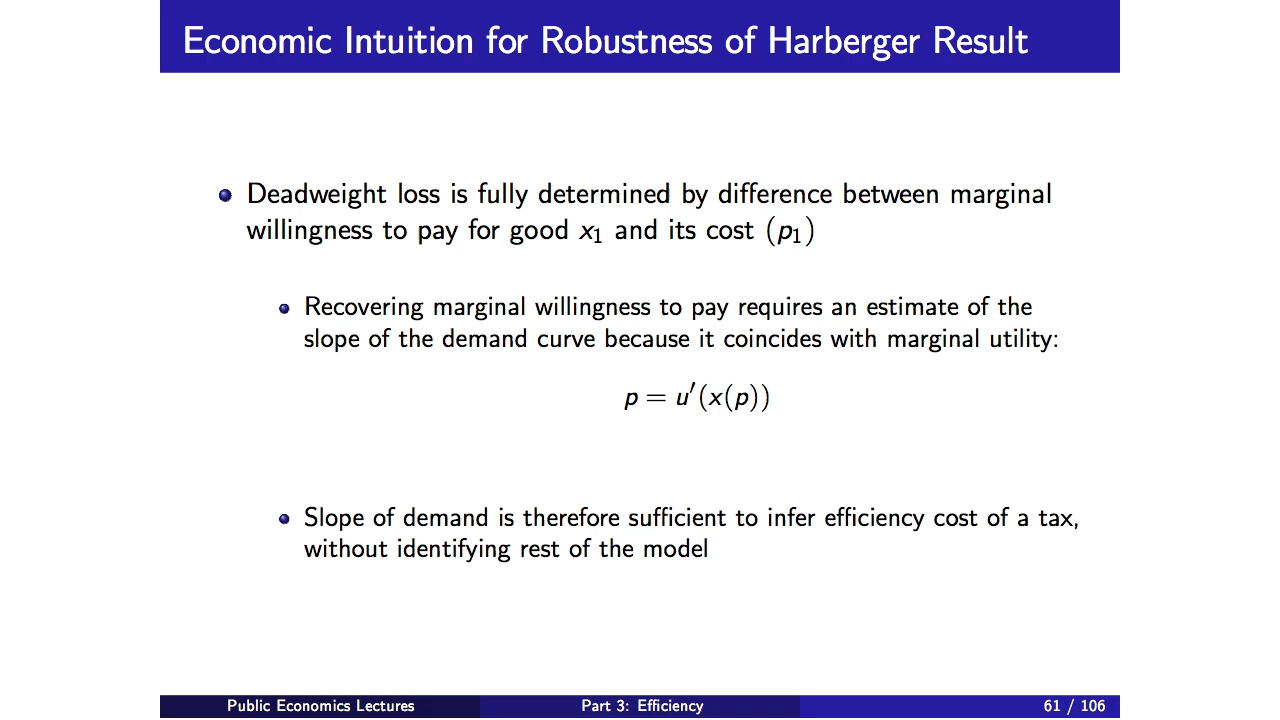 Economic Intuition for Robustness of Harberger Result
Deadweight loss is fully determined by difference between marginal
willingness to pay for good x₁ and its cost (p₁)
Recovering marginal willingness to pay requires an estimate of the
slope of the demand curve because it coincides with marginal utility:
p = u′(x(p))
Slope of demand is therefore sufficient to infer efficiency cost of a tax,
without identifying rest of the model
Public Economics Lectures
Part 3: Efficiency
61 / 106